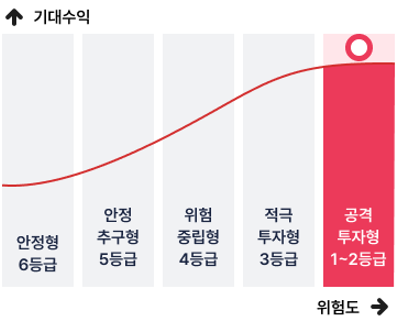 기대수익
안정형
6등급
안정
추구형
5등급
위험
중립형
4등급
적극
투자형
3등급
공격
투자형
1~2등급
위험도